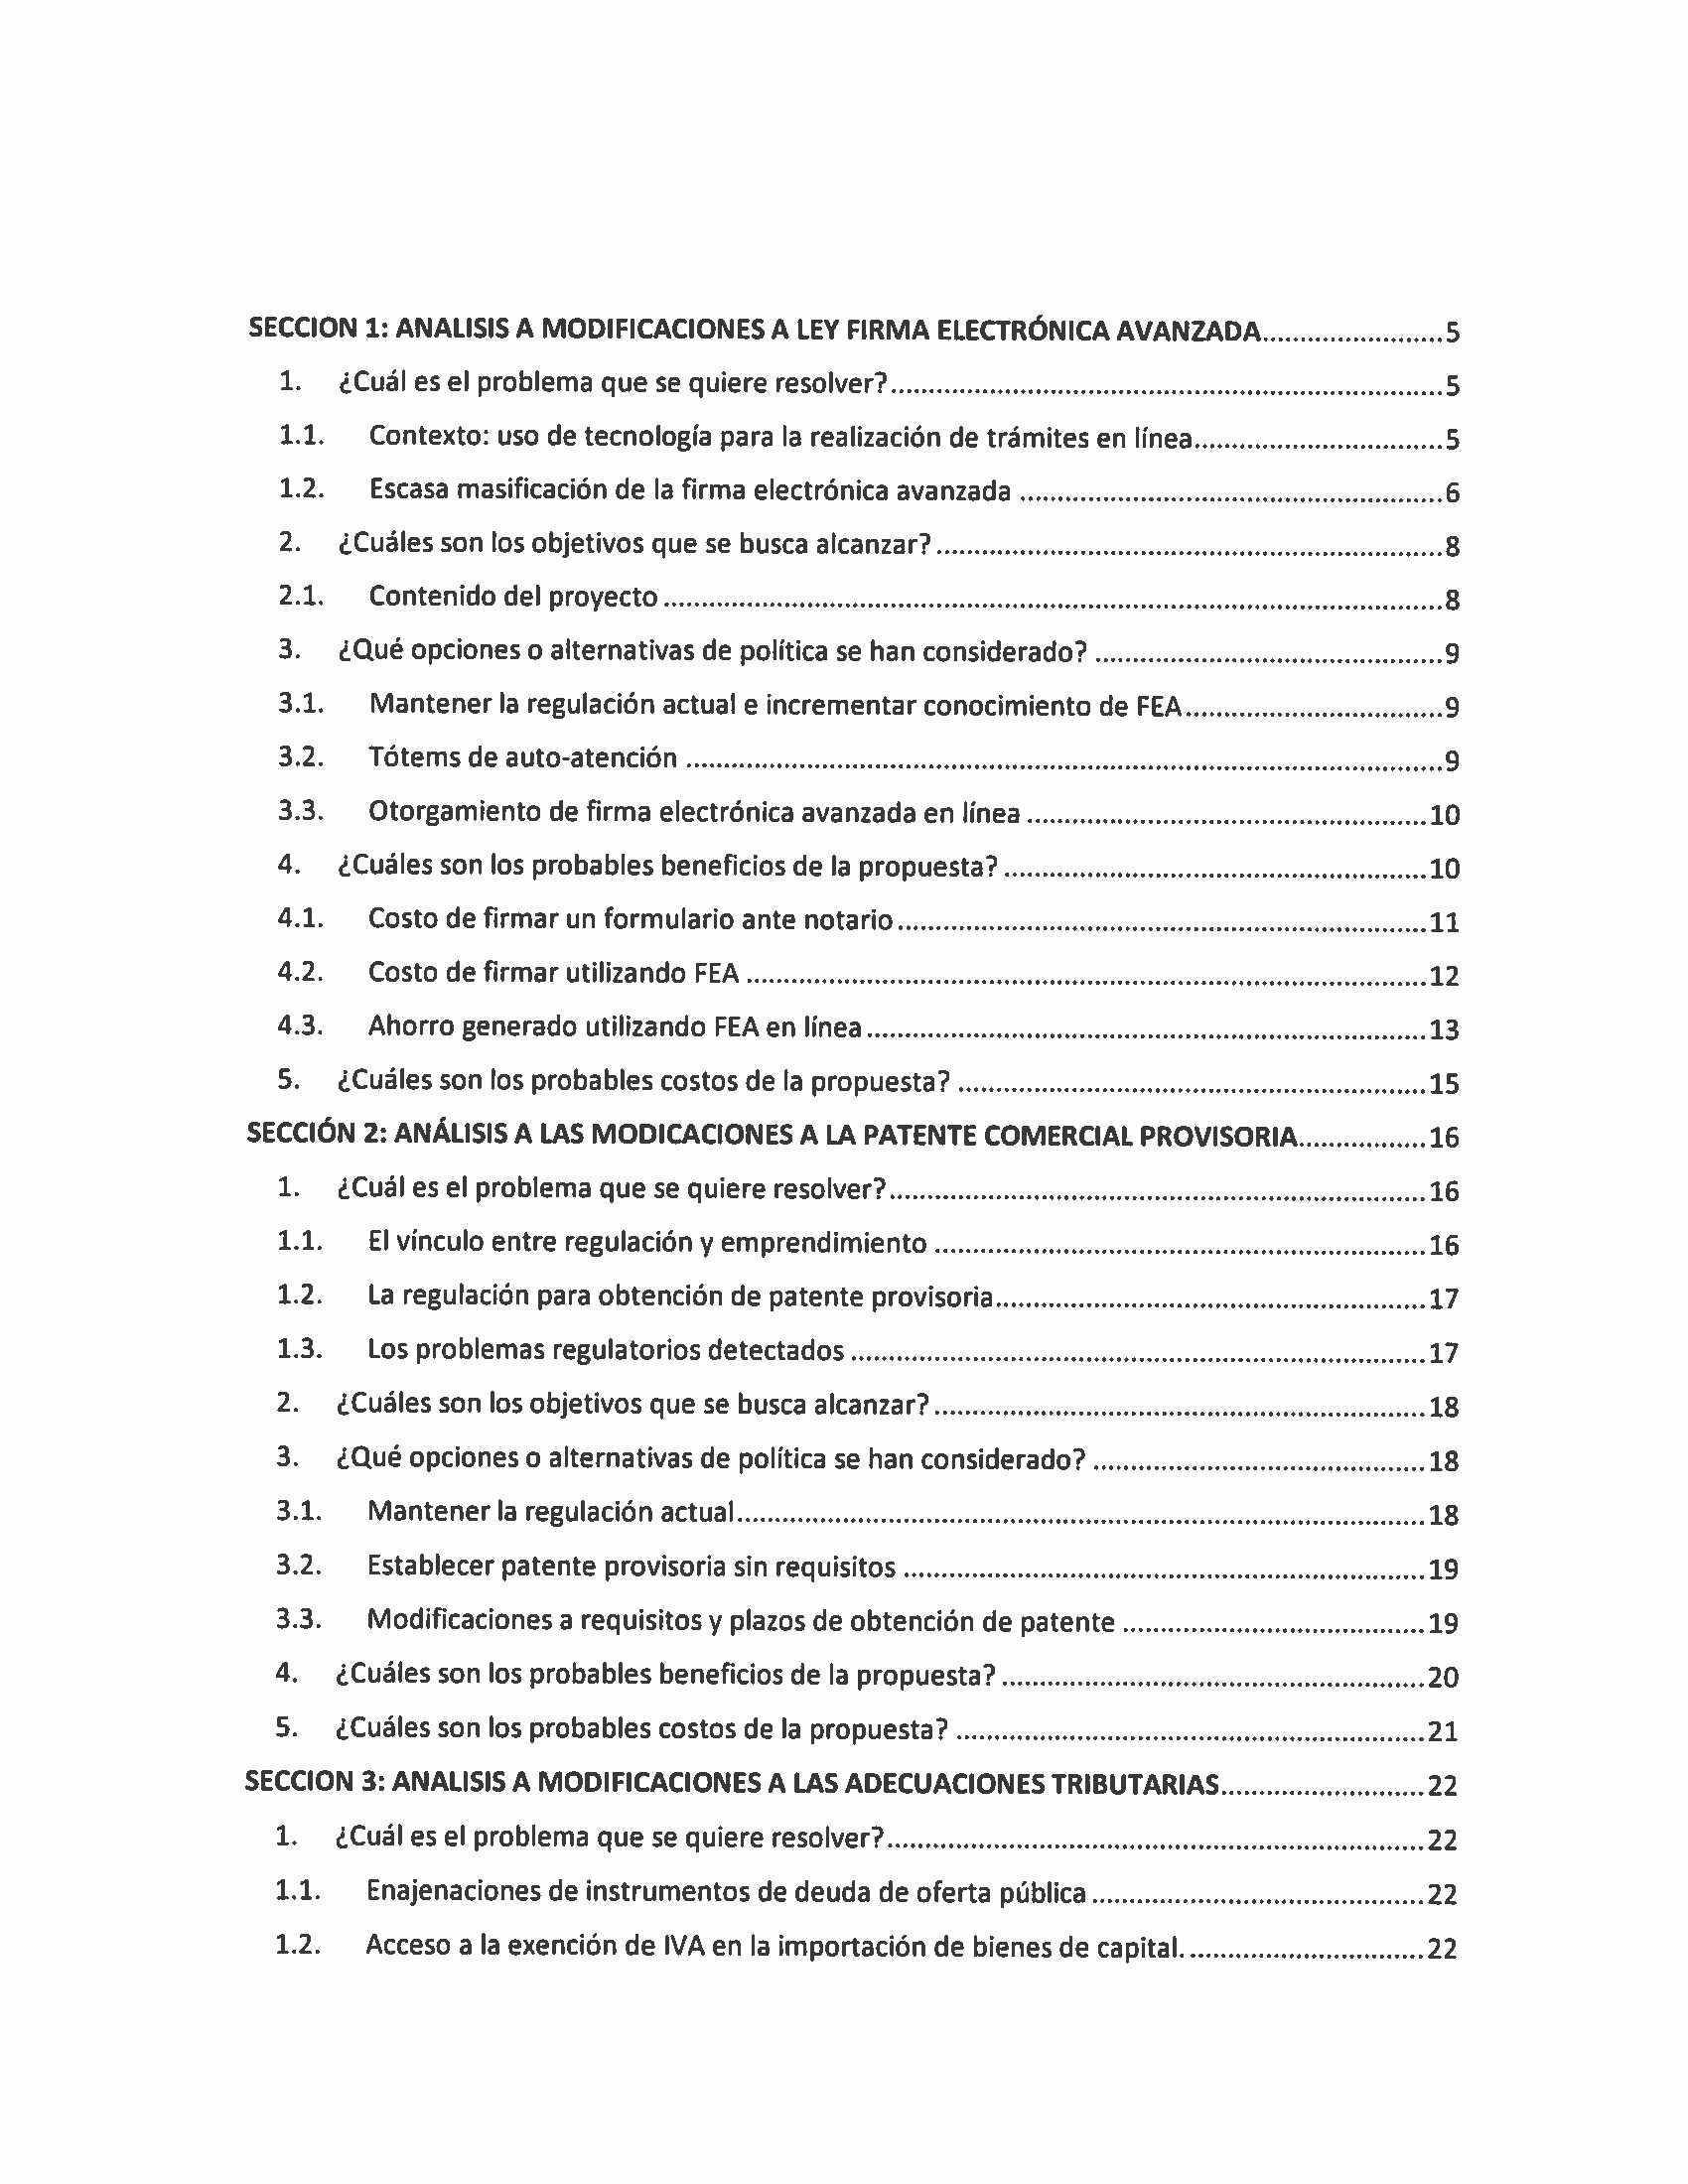 SECCION 1: ANALISIS A MODIFICACIONES A LEY FIRMA ELECTRÓNICA AVANZADA........................5
1. ¿Cuál es el problema que se quiere resolver?........................5
1.1. Contexto: uso de tecnología para la realización de trámites en línea........................5
1.2. Escasa masificación de la firma electrónica avanzada ........................6
2. ¿Cuáles son los objetivos que se busca alcanzar?........................8
2.1. Contenido del proyecto........................8
3. ¿Qué opciones o alternativas de política se han considerado? ........................9
3.1. Mantener la regulación actual e incrementar conocimiento de FEA........................9
3.2. Tótems de auto-atención ........................9
3.3. Otorgamiento de firma electrónica avanzada en línea ........................10
4. ¿Cuáles son los probables beneficios de la propuesta? ........................10
4.1. Costo de firmar un formulario ante notario........................11
4.2. Costo de firmar utilizando FEA ........................12
4.3. Ahorro generado utilizando FEA en línea........................13
5. ¿Cuáles son los probables costos de la propuesta? ........................15
SECCIÓN 2: ANÁLISIS A LAS MODICACIONES A LA PATENTE COMERCIAL PROVISORIA........................16
1. ¿Cuál es el problema que se quiere resolver?........................16
1.1. El vínculo entre regulación y emprendimiento ........................16
1.2. La regulación para obtención de patente provisoria........................17
1.3. Los problemas regulatorios detectados ........................17
2. ¿Cuáles son los objetivos que se busca alcanzar?........................18
3. ¿Qué opciones o alternativas de política se han considerado? ........................18
3.1. Mantener la regulación actual........................18
3.2. Establecer patente provisoria sin requisitos ........................19
3.3. Modificaciones a requisitos y plazos de obtención de patente ........................19
4. ¿Cuáles son los probables beneficios de la propuesta? ........................20
5. ¿Cuáles son los probables costos de la propuesta? ........................21
SECCION 3: ANALISIS A MODIFICACIONES A LAS ADECUACIONES TRIBUTARIAS........................22
1. ¿Cuál es el problema que se quiere resolver?........................22
1.1. Enajenaciones de instrumentos de deuda de oferta pública ........................22
1.2. Acceso a la exención de IVA en la importación de bienes de capital. ........................22